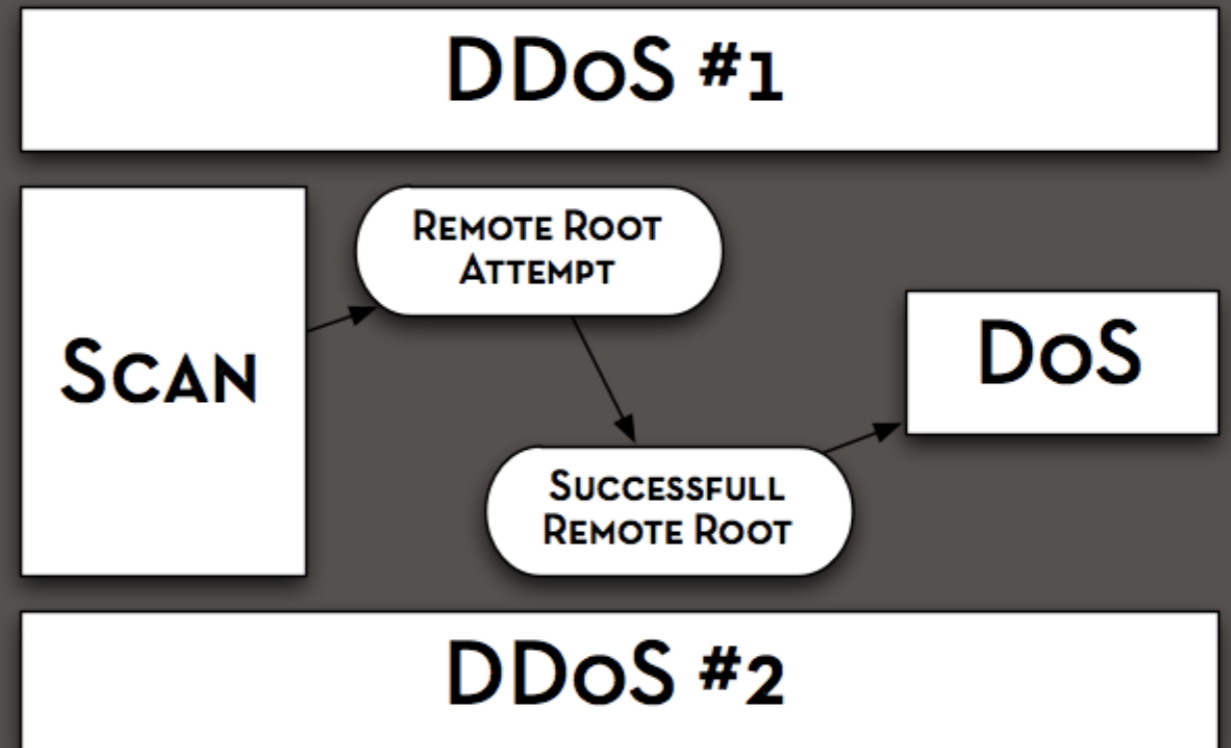 DDoS #1
Remote Root
Attempt
Scan
DoS
Successfull
Remote Root
DDoS #2